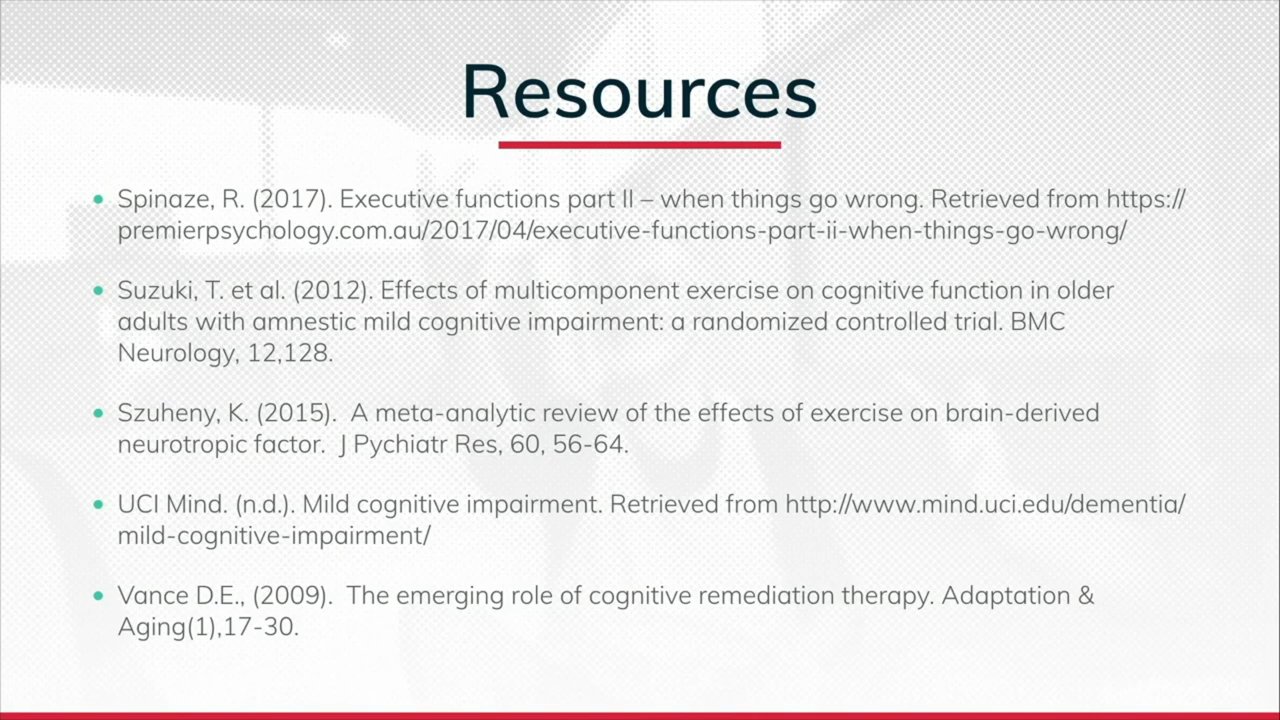 Resources
Spinaze, R. (2017). Executive functions part II – when things go wrong. Retrieved from https://
premierpsychology.com.au/2017/04/executive-functions-part-ii-when-things-go-wrong/
Suzuki, T. et al. (2012). Effects of multicomponent exercise on cognitive function in older
adults with amnestic mild cognitive impairment: a randomized controlled trial. BMC
Neurology, 12,128.
Szuheny, K. (2015).  A meta-analytic review of the effects of exercise on brain-derived
neurotropic factor.  J Pychiatr Res, 60, 56-64.
UCI Mind. (n.d.). Mild cognitive impairment. Retrieved from http://www.mind.uci.edu/dementia/
mild-cognitive-impairment/
Vance D.E., (2009).  The emerging role of cognitive remediation therapy. Adaptation &
Aging(1),17-30.